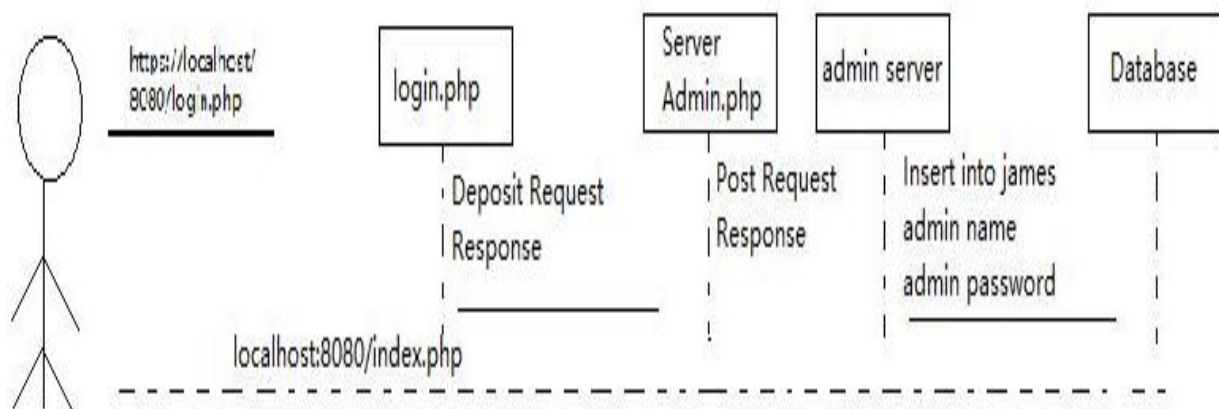 https://localhost/
8080/login.php
login.php
Server
Admin.php
admin server
Database
Deposit Request
Response
Post Request
Response
Insert into james
admin name
admin password
localhost:8080/index.php